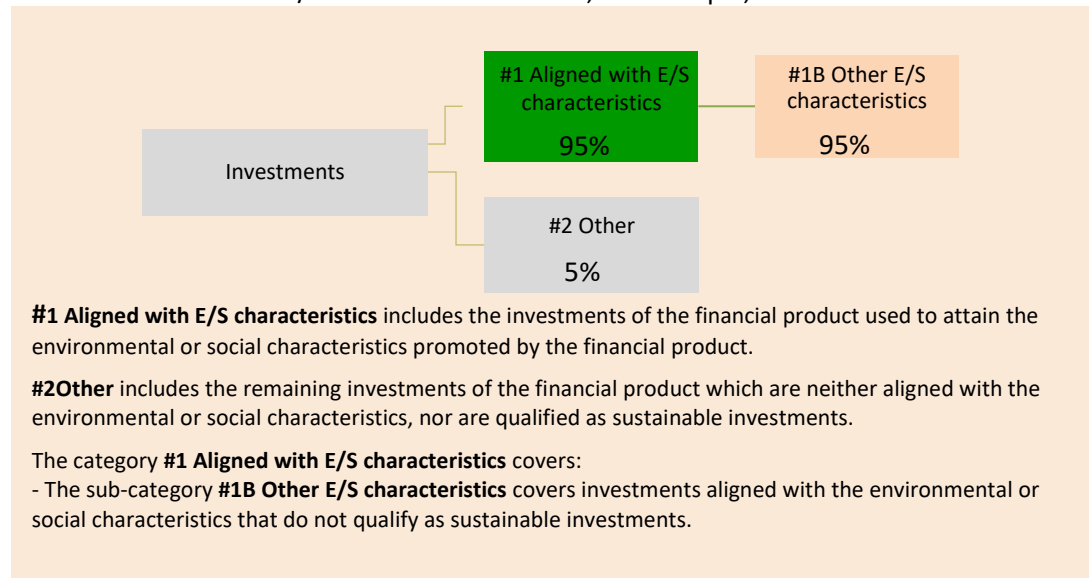 #1 Aligned with E/S
characteristics
95%
#1B Other E/S
characteristics
95%
Investments
#2 Other
5%
#1 Aligned with E/S characteristics includes the investments of the financial product used to attain the
environmental or social characteristics promoted by the financial product.
#2Other includes the remaining investments of the financial product which are neither aligned with the
environmental or social characteristics, nor are qualified as sustainable investments.
The category #1 Aligned with E/S characteristics covers:
- The sub-category #1B Other E/S characteristics covers investments aligned with the environmental or
social characteristics that do not qualify as sustainable investments.